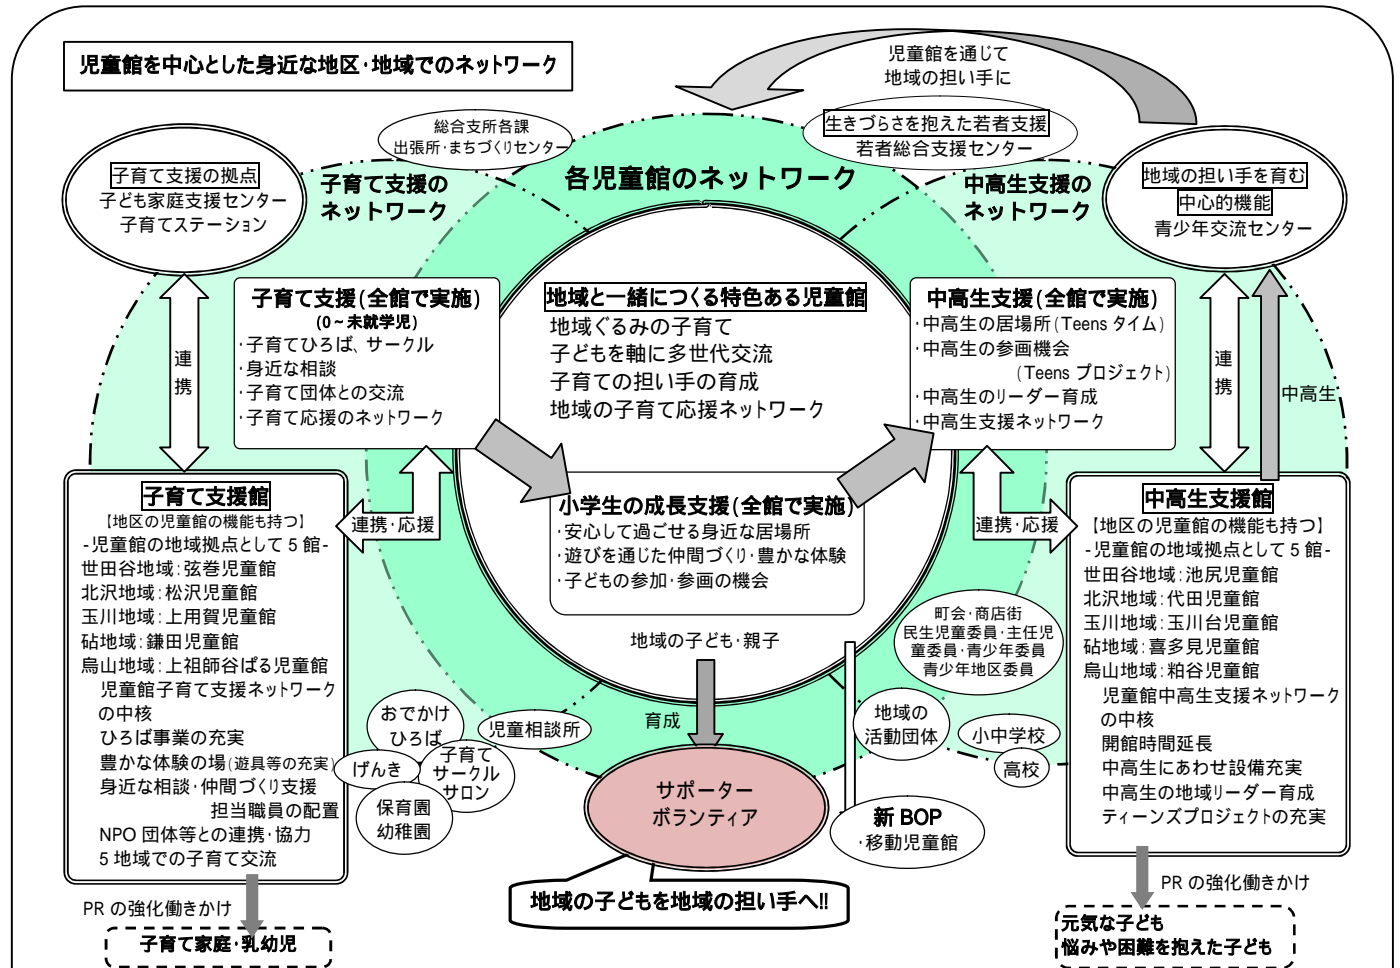 児童館を中心とした身近な地区・地域でのネットワーク
児童館を通じて
地域の担い手に
総合支所各課
出張所・まちづくりセンター
生きづらさを抱えた若者支援
若者総合支援センター
子育て支援の拠点
子ども家庭支援センター
子育てステーション
子育て支援の
ネットワーク
各児童館のネットワーク
中高生支援の
ネットワーク
地域の担い手を育む
中心的機能
青少年交流センター
連携
子育て支援(全館で実施)
(0～未就学児)
・子育てひろば、サークル
・身近な相談
・子育て団体との交流
・子育て応援のネットワーク
地域と一緒につくる特色ある児童館
地域ぐるみの子育て
子どもを軸に多世代交流
子育ての担い手の育成
地域の子育て応援ネットワーク
中高生支援(全館で実施)
・中高生の居場所(Teens タイム)
・中高生の参画機会
(Teens プロジェクト)
・中高生のリーダー育成
・中高生支援ネットワーク
連携
中高生
子育て支援館
【地区の児童館の機能も持つ】
-児童館の地域拠点として 5 館-
世田谷地域:弦巻児童館
北沢地域:松沢児童館
玉川地域:上用賀児童館
砧地域:鎌田児童館
烏山地域:上祖師谷ぱる児童館
児童館子育て支援ネットワーク
の中核
ひろば事業の充実
豊かな体験の場(遊具等の充実)
身近な相談・仲間づくり支援
担当職員の配置
NPO 団体等との連携・協力
5 地域での子育て交流
連携・応援
小学生の成長支援(全館で実施)
・安心して過ごせる身近な居場所
・遊びを通じた仲間づくり・豊かな体験
・子どもの参加・参画の機会
連携・応援
中高生支援館
【地区の児童館の機能も持つ】
-児童館の地域拠点として 5 館-
世田谷地域:池尻児童館
北沢地域:代田児童館
玉川地域:玉川台児童館
砧地域:喜多見児童館
烏山地域:粕谷児童館
児童館中高生支援ネットワーク
の中核
開館時間延長
中高生にあわせ設備充実
中高生の地域リーダー育成
ティーンズプロジェクトの充実
地域の子ども・親子
育成
町会・商店街
民生児童委員・主任児
童委員・青少年委員
青少年地区委員
おでかけ
ひろば
児童相談所
げんき
子育て
サークル
サロン
保育園
幼稚園
地域の
活動団体
小中学校
高校
サポーター
ボランティア
新 BOP
・移動児童館
地域の子どもを地域の担い手へ!!
PR の強化働きかけ
子育て家庭・乳幼児
PR の強化働きかけ
元気な子ども
悩みや困難を抱えた子ども